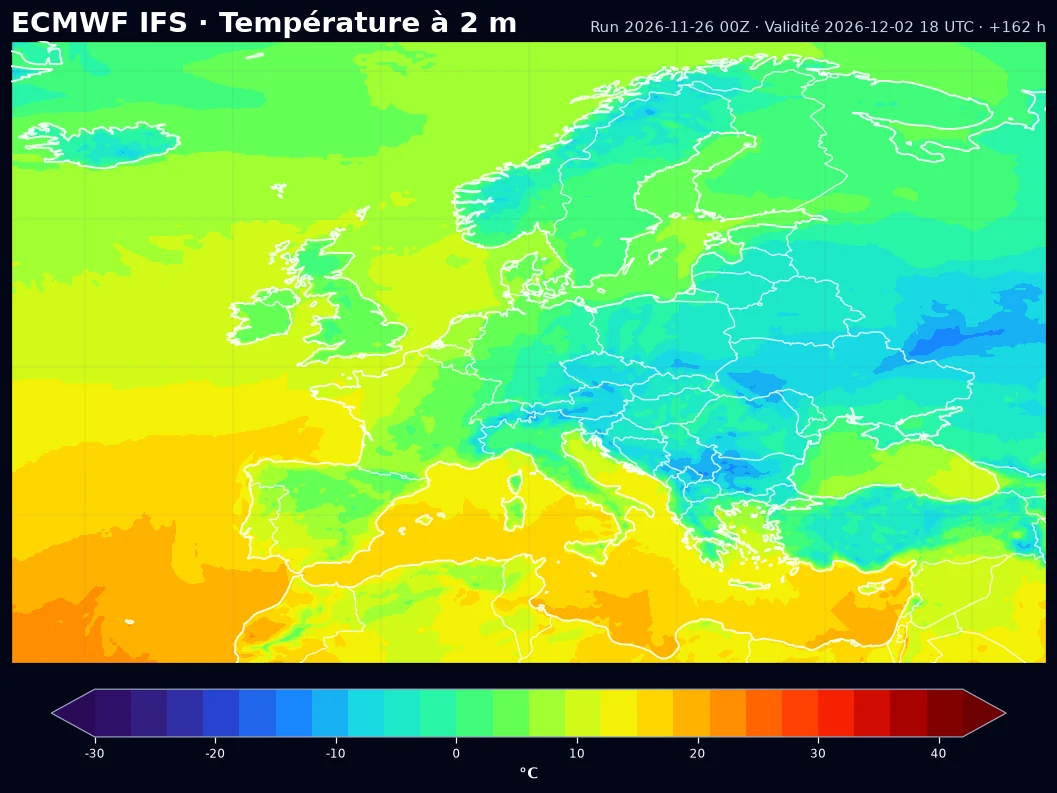 ECMWF IFS · Température à 2 m
Run 2026-11-26 00Z · Validité 2026-12-02 18 UTC · +162 h
-30 -20 -10 0 10 20 30 40
°C